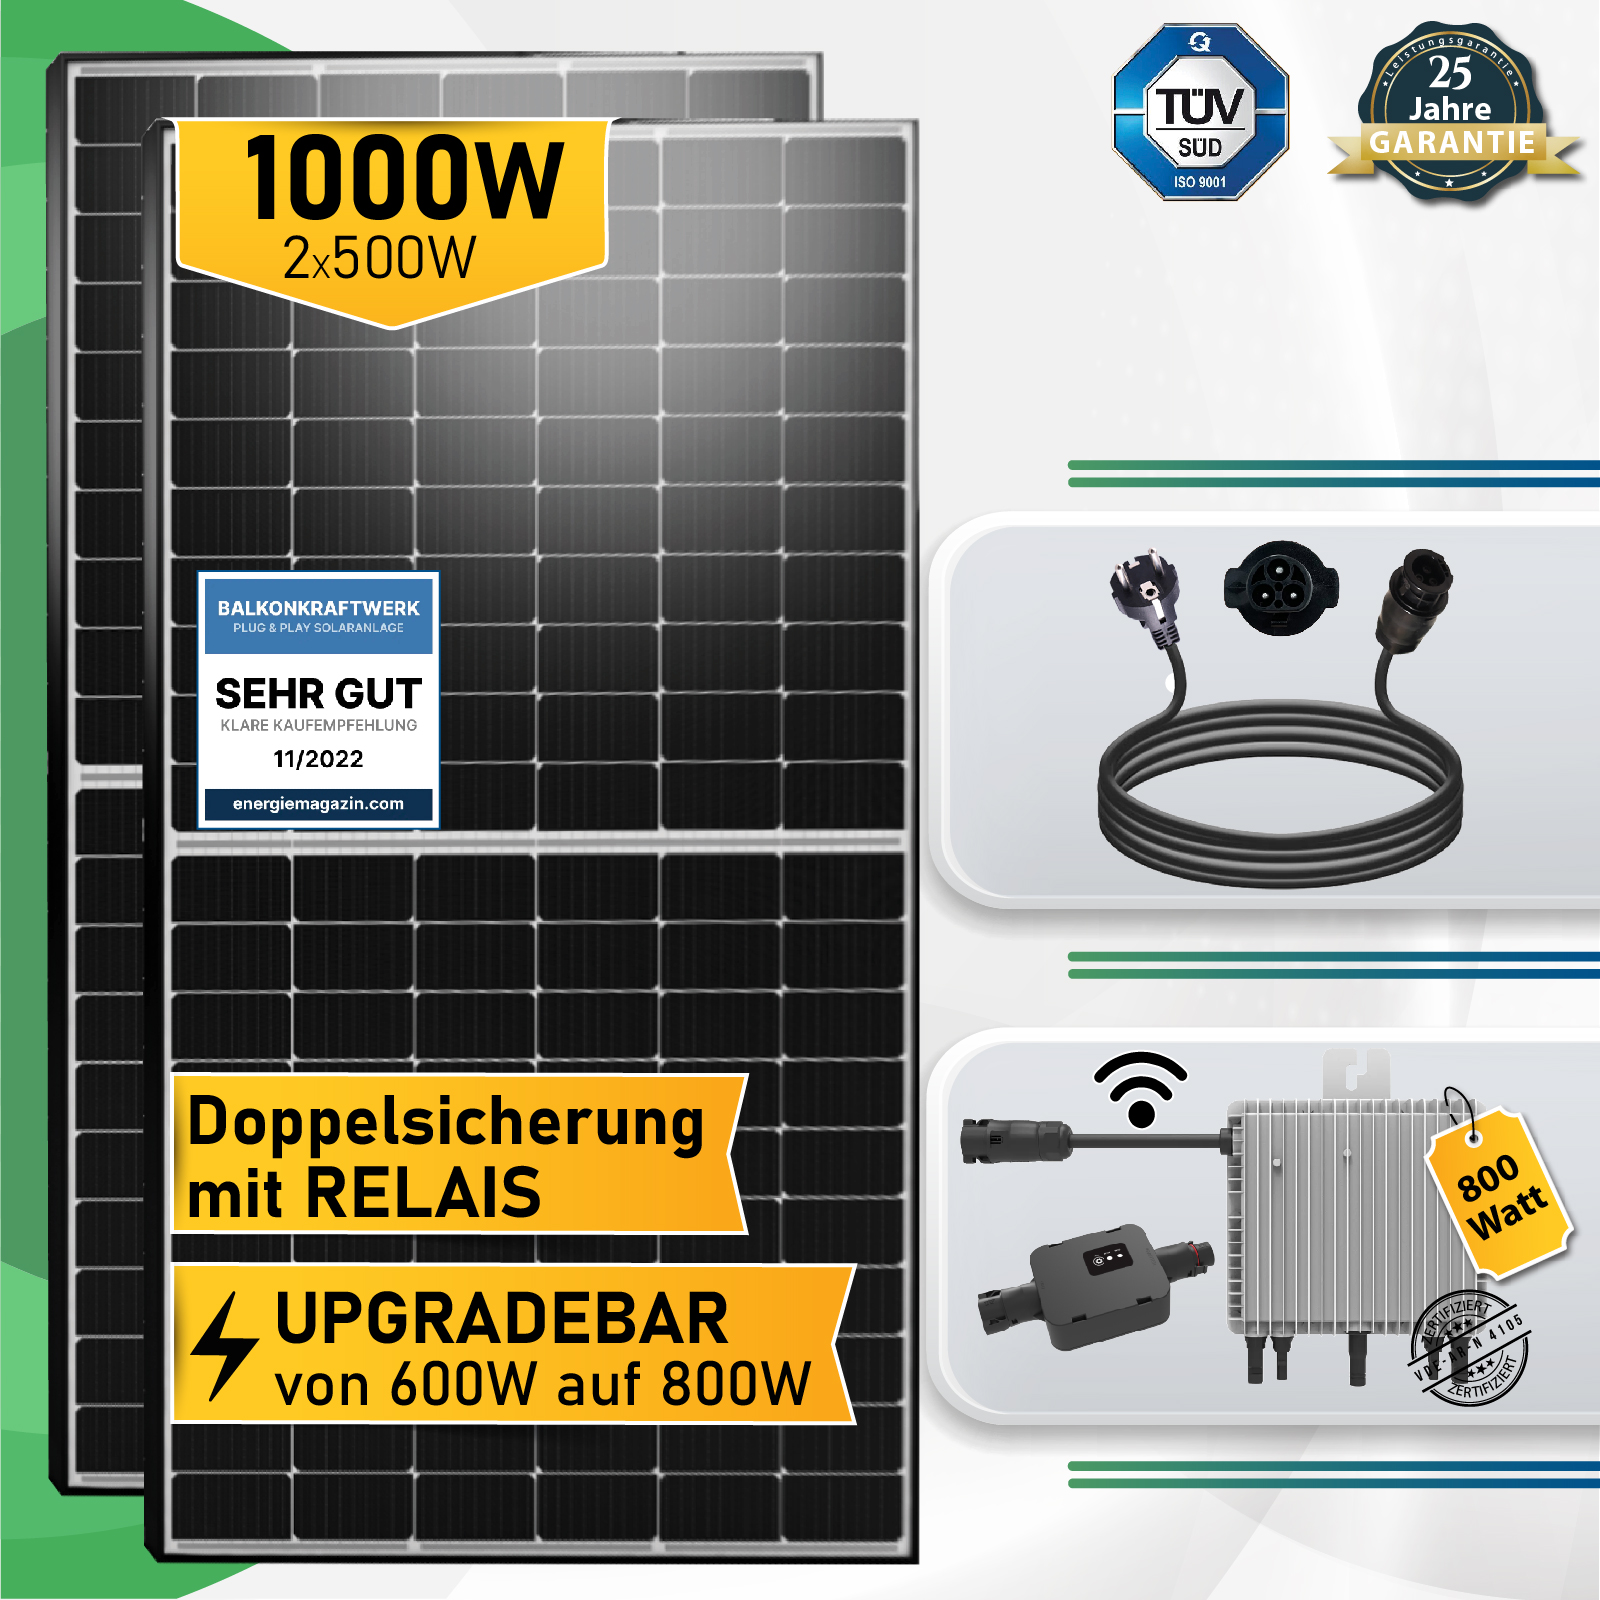 1000W
2x500W
TÜV
SÜD
ISO 9001
Leistungsgarantie
25
Jahre
GARANTIE
BALKONKRAFTWERK
PLUG & PLAY SOLARANLAGE
SEHR GUT
KLARE KAUFEMPFEHLUNG
11/2022
energiemagazin.com
Doppelsicherung
mit RELAIS
UPGRADEBAR
von 600W auf 800W
800
Watt
ZERTIFIZIERT
VDE-AR-N 4105
ZERTIFIZIERT